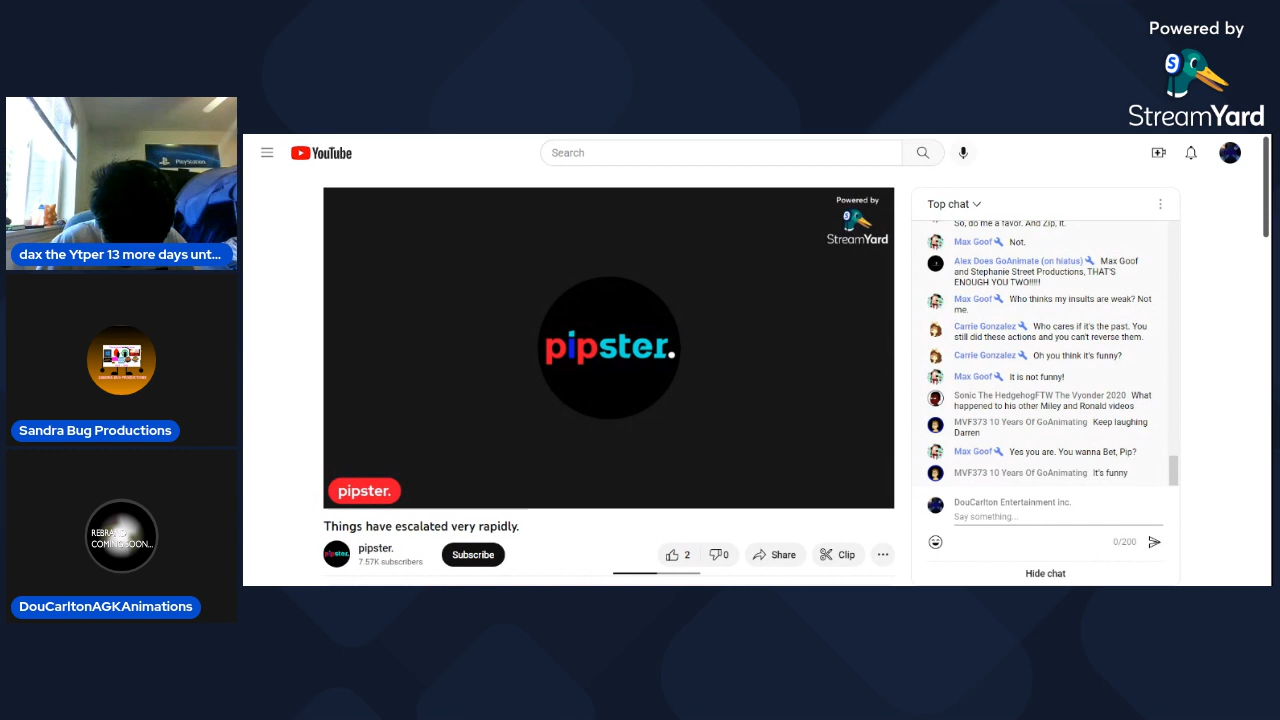 Powered by
StreamYard
PlayStation
dax the Ytper 13 more days unt...
Sandra Bug Productions
REBRAND
COMING SOON...
DouCarltonAGKAnimations
YouTube
Search
Powered by
StreamYard
pipster.
pipster.
Things have escalated very rapidly.
pipster.
7.57K subscribers
Subscribe
2
0
Share
Clip
Top chat
So, do me a favor. And Zip, it.
Max Goof Not.
Alex Does GoAnimate (on hiatus) Max Goof
and Stephanie Street Productions, THAT'S
ENOUGH YOU TWO!!!!!
Max Goof Who thinks my insults are weak? Not
me.
Carrie Gonzalez Who cares if it's the past. You
still did these actions and you can't reverse them.
Carrie Gonzalez Oh you think it's funny?
Max Goof It is not funny!
Sonic The HedgehogFTW The Vyonder 2020 What
happened to his other Miley and Ronald videos
MVF373 10 Years Of GoAnimating Keep laughing
Darren
Max Goof Yes you are. You wanna Bet, Pip?
MVF373 10 Years Of GoAnimating It's funny
DouCarlton Entertainment Inc.
Say something...
0/200
Hide chat